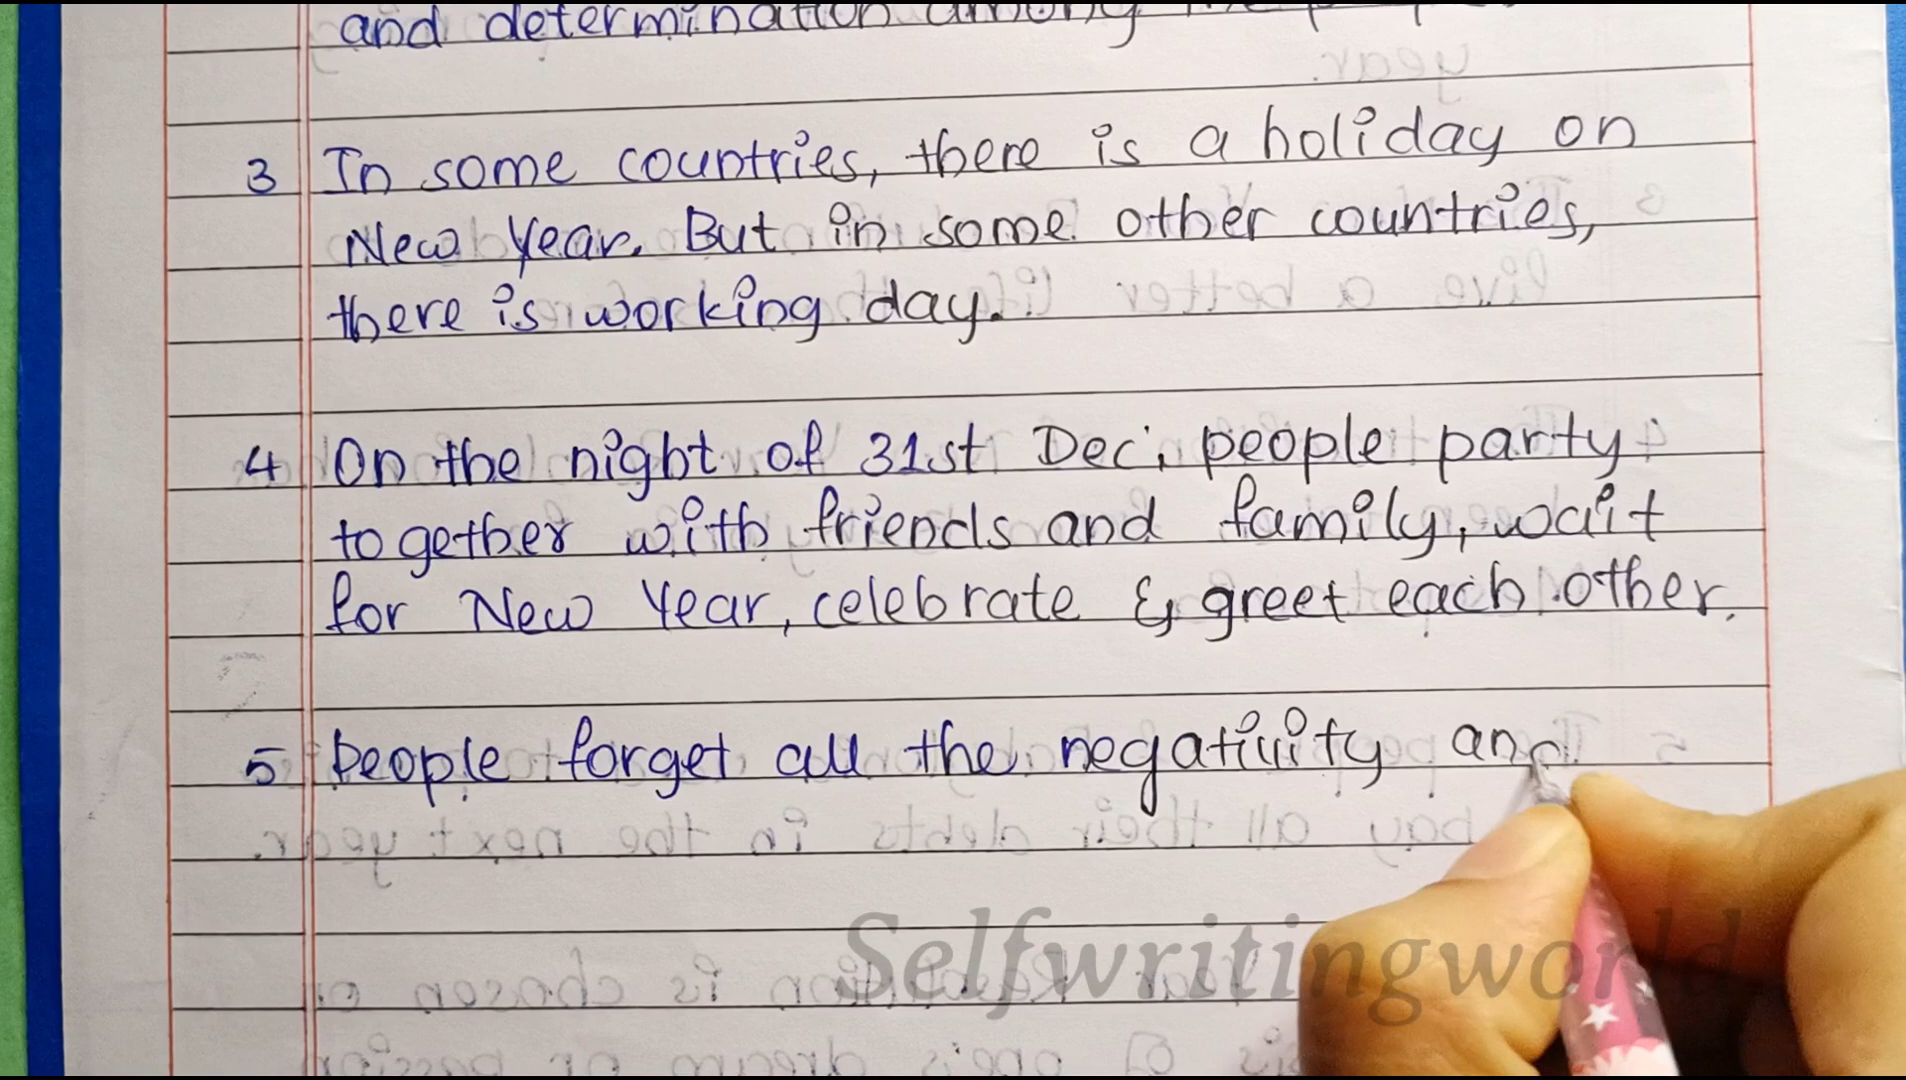 and determination among the
3 In some countries, there is a holiday on
New Year. But in some other countries,
there is working day.
4 On the night of 31st Dec, people party
together with friends and family, wait
for New Year, celebrate & greet each other.
5 People forget all the negativity and
Selfwritingworld